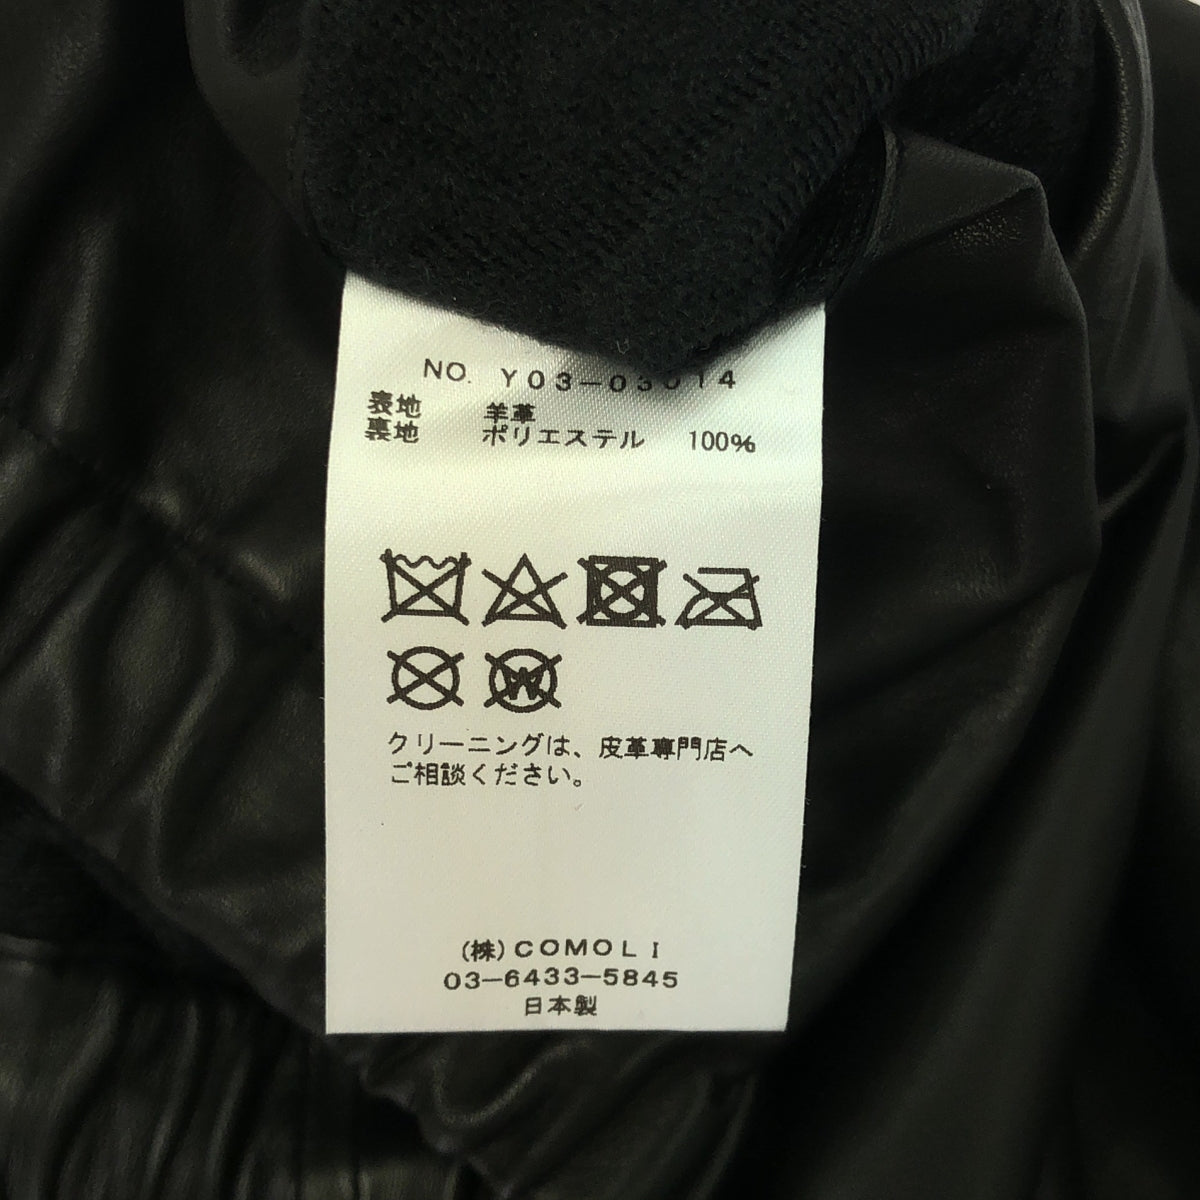 NO. Y03-03014
表地 羊革
裏地 ポリエステル 100%
W
クリーニングは、皮革専門店へ
ご相談ください。
(株)COMOLI
03-6433-5845
日本製